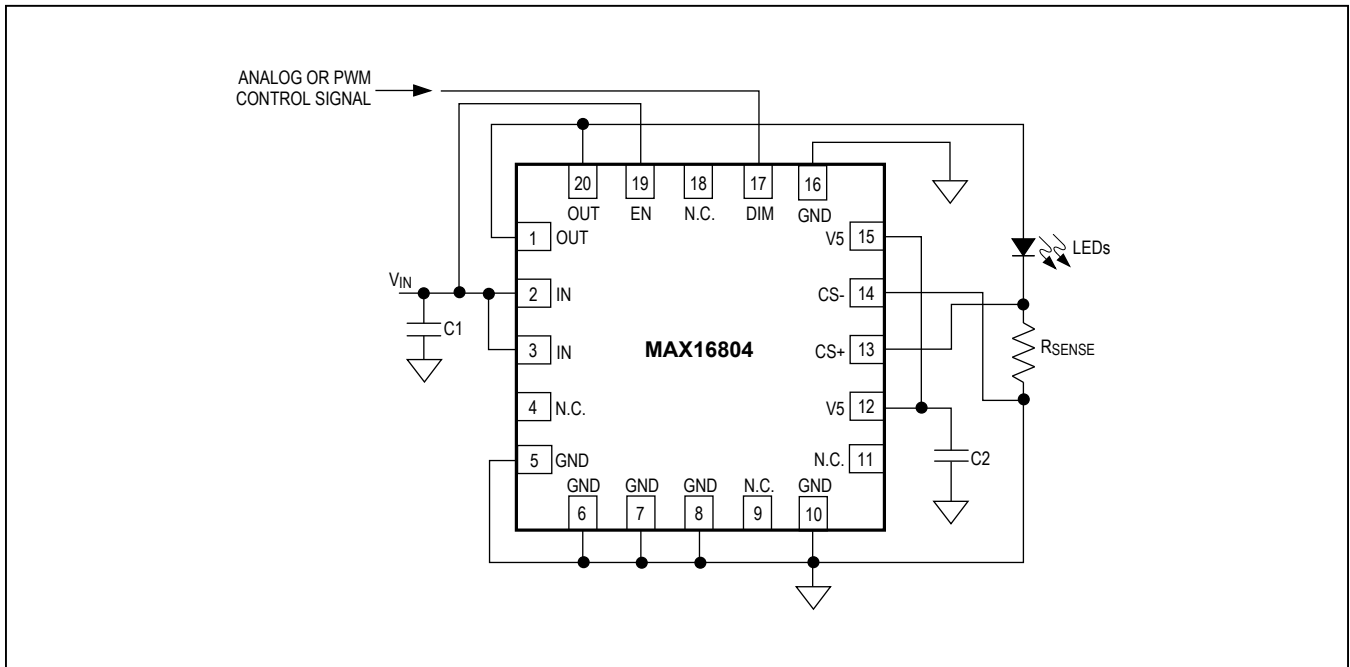 ANALOG OR PWM
CONTROL SIGNAL
20 19 18 17 16
OUT EN N.C. DIM GND
1 OUT
V5 15
LEDs
VIN
2 IN
CS- 14
C1
3 IN
MAX16804
CS+ 13
RSENSE
4 N.C.
V5 12
5 GND
N.C. 11
C2
GND GND GND N.C. GND
6 7 8 9 10